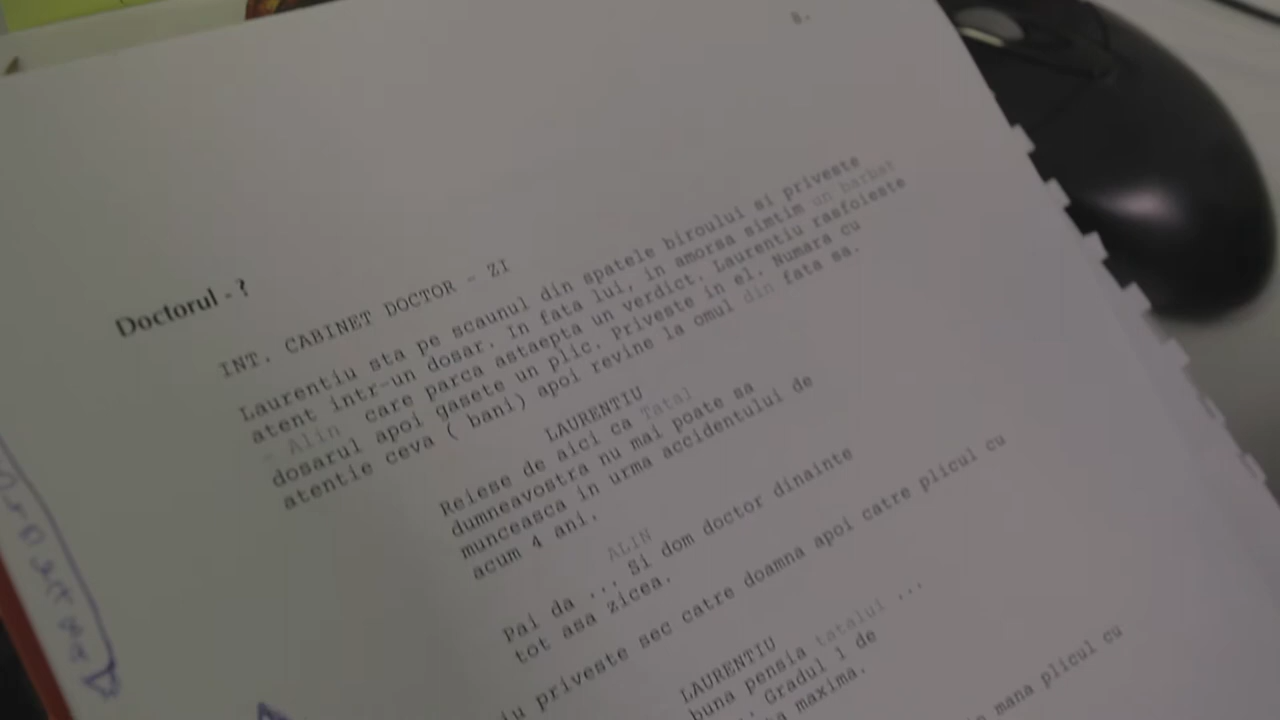 8.
Doctorul - ?
INT. CABINET DOCTOR - ZI
Laurentiu sta pe scaunul din spatele biroului si priveste
atent intr-un dosar. In fata lui, in amorsa simtim un barbat
- Alin care parca astaepta un verdict. Laurentiu rasfoieste
dosarul apoi gasete un plic. Priveste in el. Numara cu
atentie ceva ( bani) apoi revine la omul din fata sa.
LAURENTIU
Reiese de aici ca Tatal
dumneavostra nu mai poate sa
munceasca in urma accidentului de
acum 4 ani.
ALIN
Pai da ... Si dom doctor dinainte
tot asa zicea.
priveste sec catre doamna apoi catre plicul cu
LAURENTIU
buna pensia tatalui ...
Gradul 1 de
maxima.
mana plicul cu